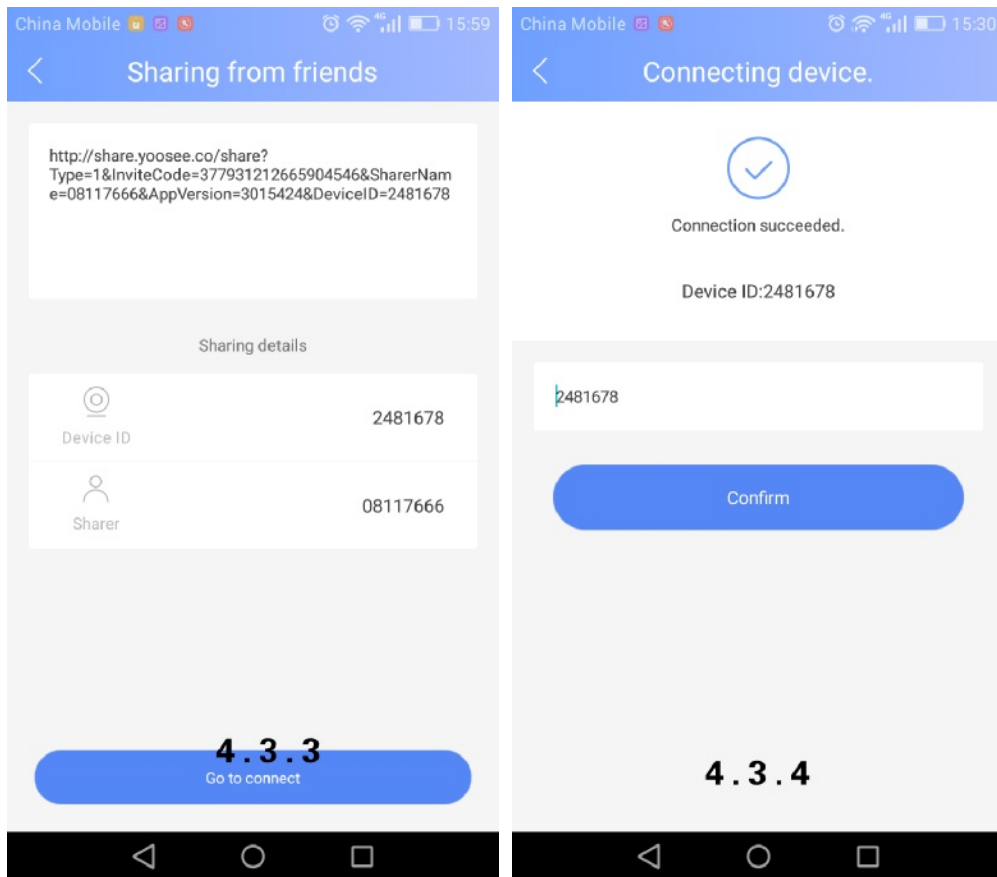 China Mobile 4G 15:59
Sharing from friends
http://share.yoosee.co/share?
Type=1&InviteCode=377931212665904546&SharerNam
e=08117666&AppVersion=3015424&DeviceID=2481678
Sharing details
Device ID
2481678
Sharer
08117666
4.3.3
Go to connect
China Mobile 4G 15:30
Connecting device.
Connection succeeded.
Device ID:2481678
2481678
Confirm
4.3.4